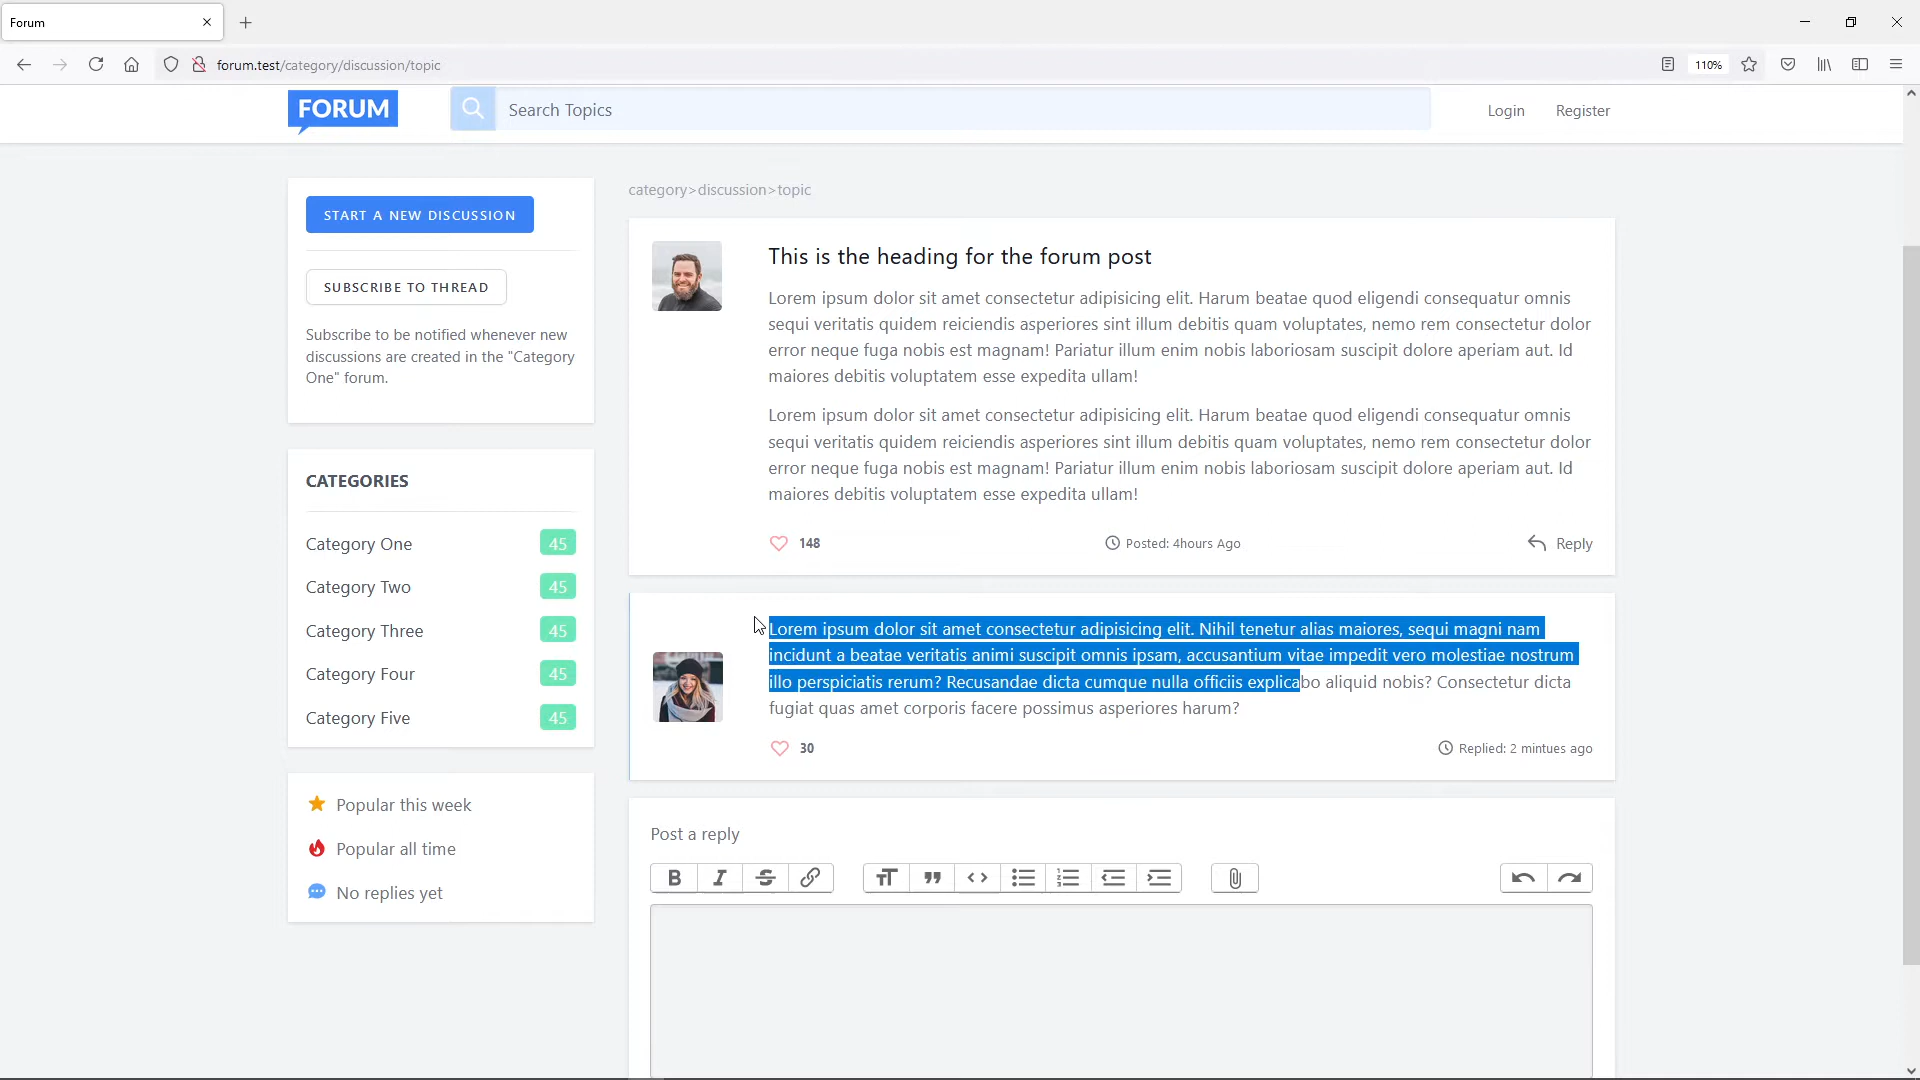 Forum
forum.test/category/discussion/topic
110%
FORUM
Search Topics
Login
Register
START A NEW DISCUSSION
SUBSCRIBE TO THREAD
Subscribe to be notified whenever new
discussions are created in the "Category
One" forum.
CATEGORIES
Category One 45
Category Two 45
Category Three 45
Category Four 45
Category Five 45
Popular this week
Popular all time
No replies yet
category>discussion>topic
This is the heading for the forum post
Lorem ipsum dolor sit amet consectetur adipisicing elit. Harum beatae quod eligendi consequatur omnis
sequi veritatis quidem reiciendis asperiores sint illum debitis quam voluptates, nemo rem consectetur dolor
error neque fuga nobis est magnam! Pariatur illum enim nobis laboriosam suscipit dolore aperiam aut. Id
maiores debitis voluptatem esse expedita ullam!
Lorem ipsum dolor sit amet consectetur adipisicing elit. Harum beatae quod eligendi consequatur omnis
sequi veritatis quidem reiciendis asperiores sint illum debitis quam voluptates, nemo rem consectetur dolor
error neque fuga nobis est magnam! Pariatur illum enim nobis laboriosam suscipit dolore aperiam aut. Id
maiores debitis voluptatem esse expedita ullam!
148
Posted: 4hours Ago
Reply
Lorem ipsum dolor sit amet consectetur adipisicing elit. Nihil tenetur alias maiores, sequi magni nam
incidunt a beatae veritatis animi suscipit omnis ipsam, accusantium vitae impedit vero molestiae nostrum
illo perspiciatis rerum? Recusandae dicta cumque nulla officiis explicabo aliquid nobis? Consectetur dicta
fugiat quas amet corporis facere possimus asperiores harum?
30
Replied: 2 mintues ago
Post a reply